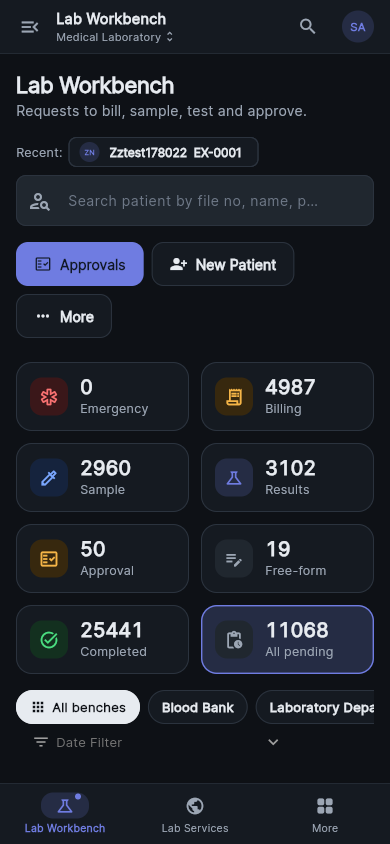 Lab Workbench
Medical Laboratory
SA
Lab Workbench
Requests to bill, sample, test and approve.
Recent: ZN Zztest178022 EX-0001
Search patient by file no, name, p...
Approvals
New Patient
More
0
Emergency
4987
Billing
2960
Sample
3102
Results
50
Approval
19
Free-form
25441
Completed
11068
All pending
All benches
Blood Bank
Laboratory Depa
Date Filter
Lab Workbench
Lab Services
More